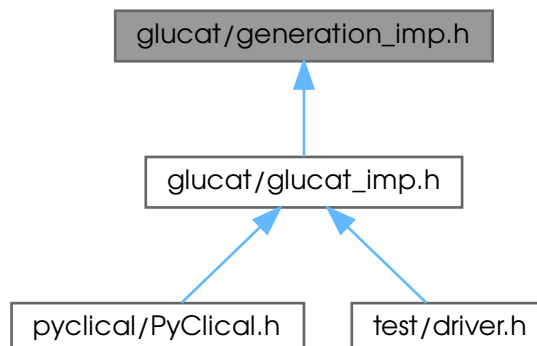 glucat/generation_imp.h
glucat/glucat_imp.h
pyclical/PyClical.h
test/driver.h